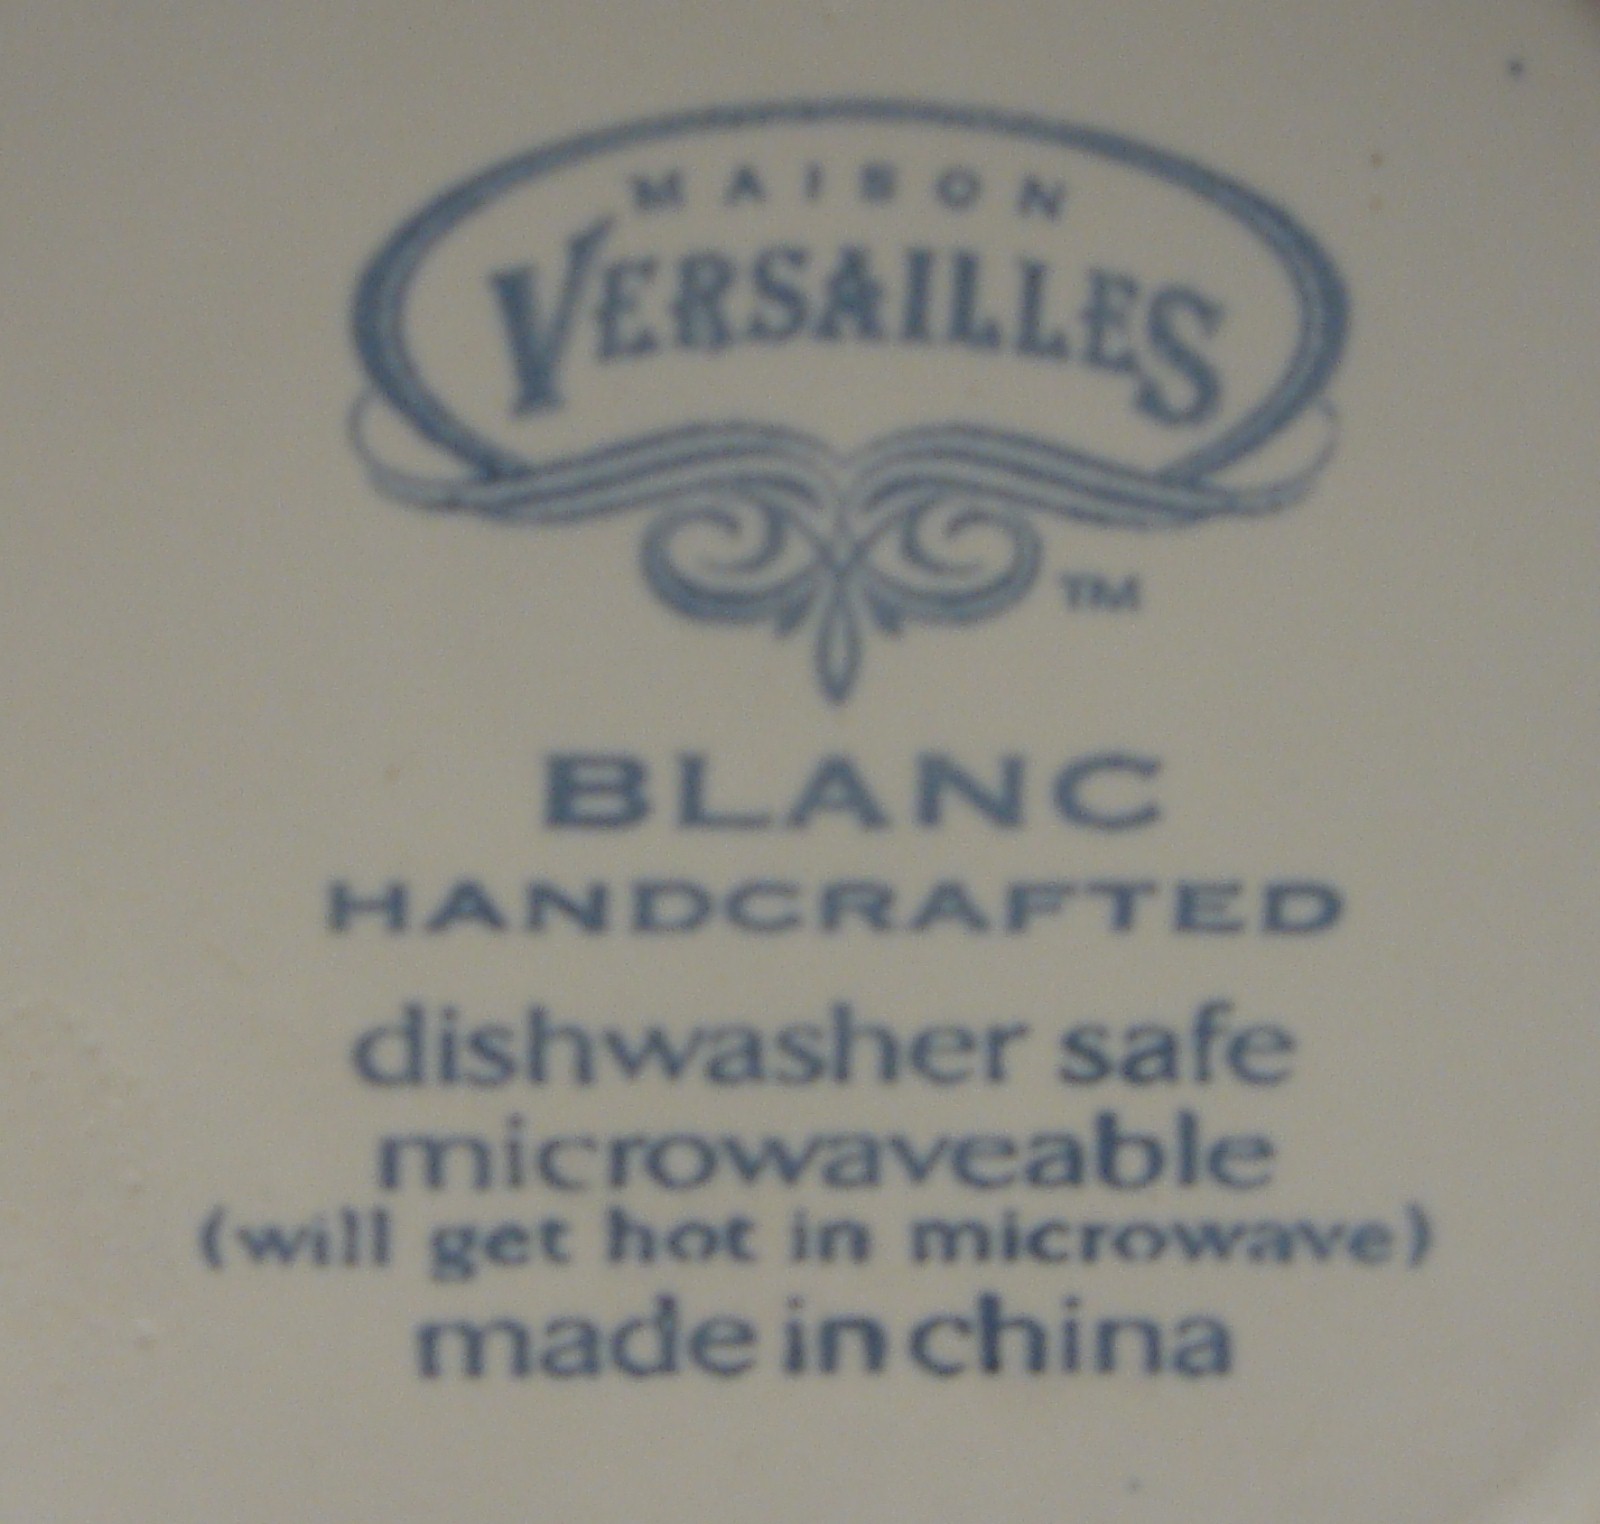 MAISON
VERSAILLES
TM
BLANC
HANDCRAFTED
dishwasher safe
microwaveable
(will get hot in microwave)
made in china